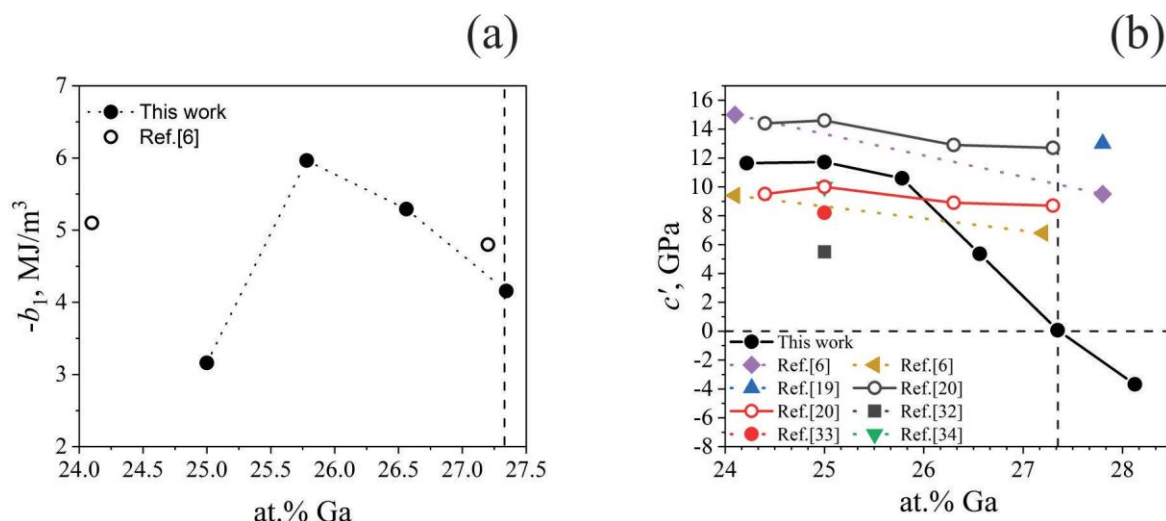 (a)
7
6
5
4
3
2
-b₁, MJ/m³
This work
Ref.[6]
24.0 24.5 25.0 25.5 26.0 26.5 27.0 27.5
at.% Ga
(b)
16
14
12
10
8
6
4
2
0
-2
-4
-6
-8
c′, GPa
This work
Ref.[6] Ref.[6]
Ref.[19] Ref.[20]
Ref.[20] Ref.[32]
Ref.[33] Ref.[34]
24 25 26 27 28
at.% Ga